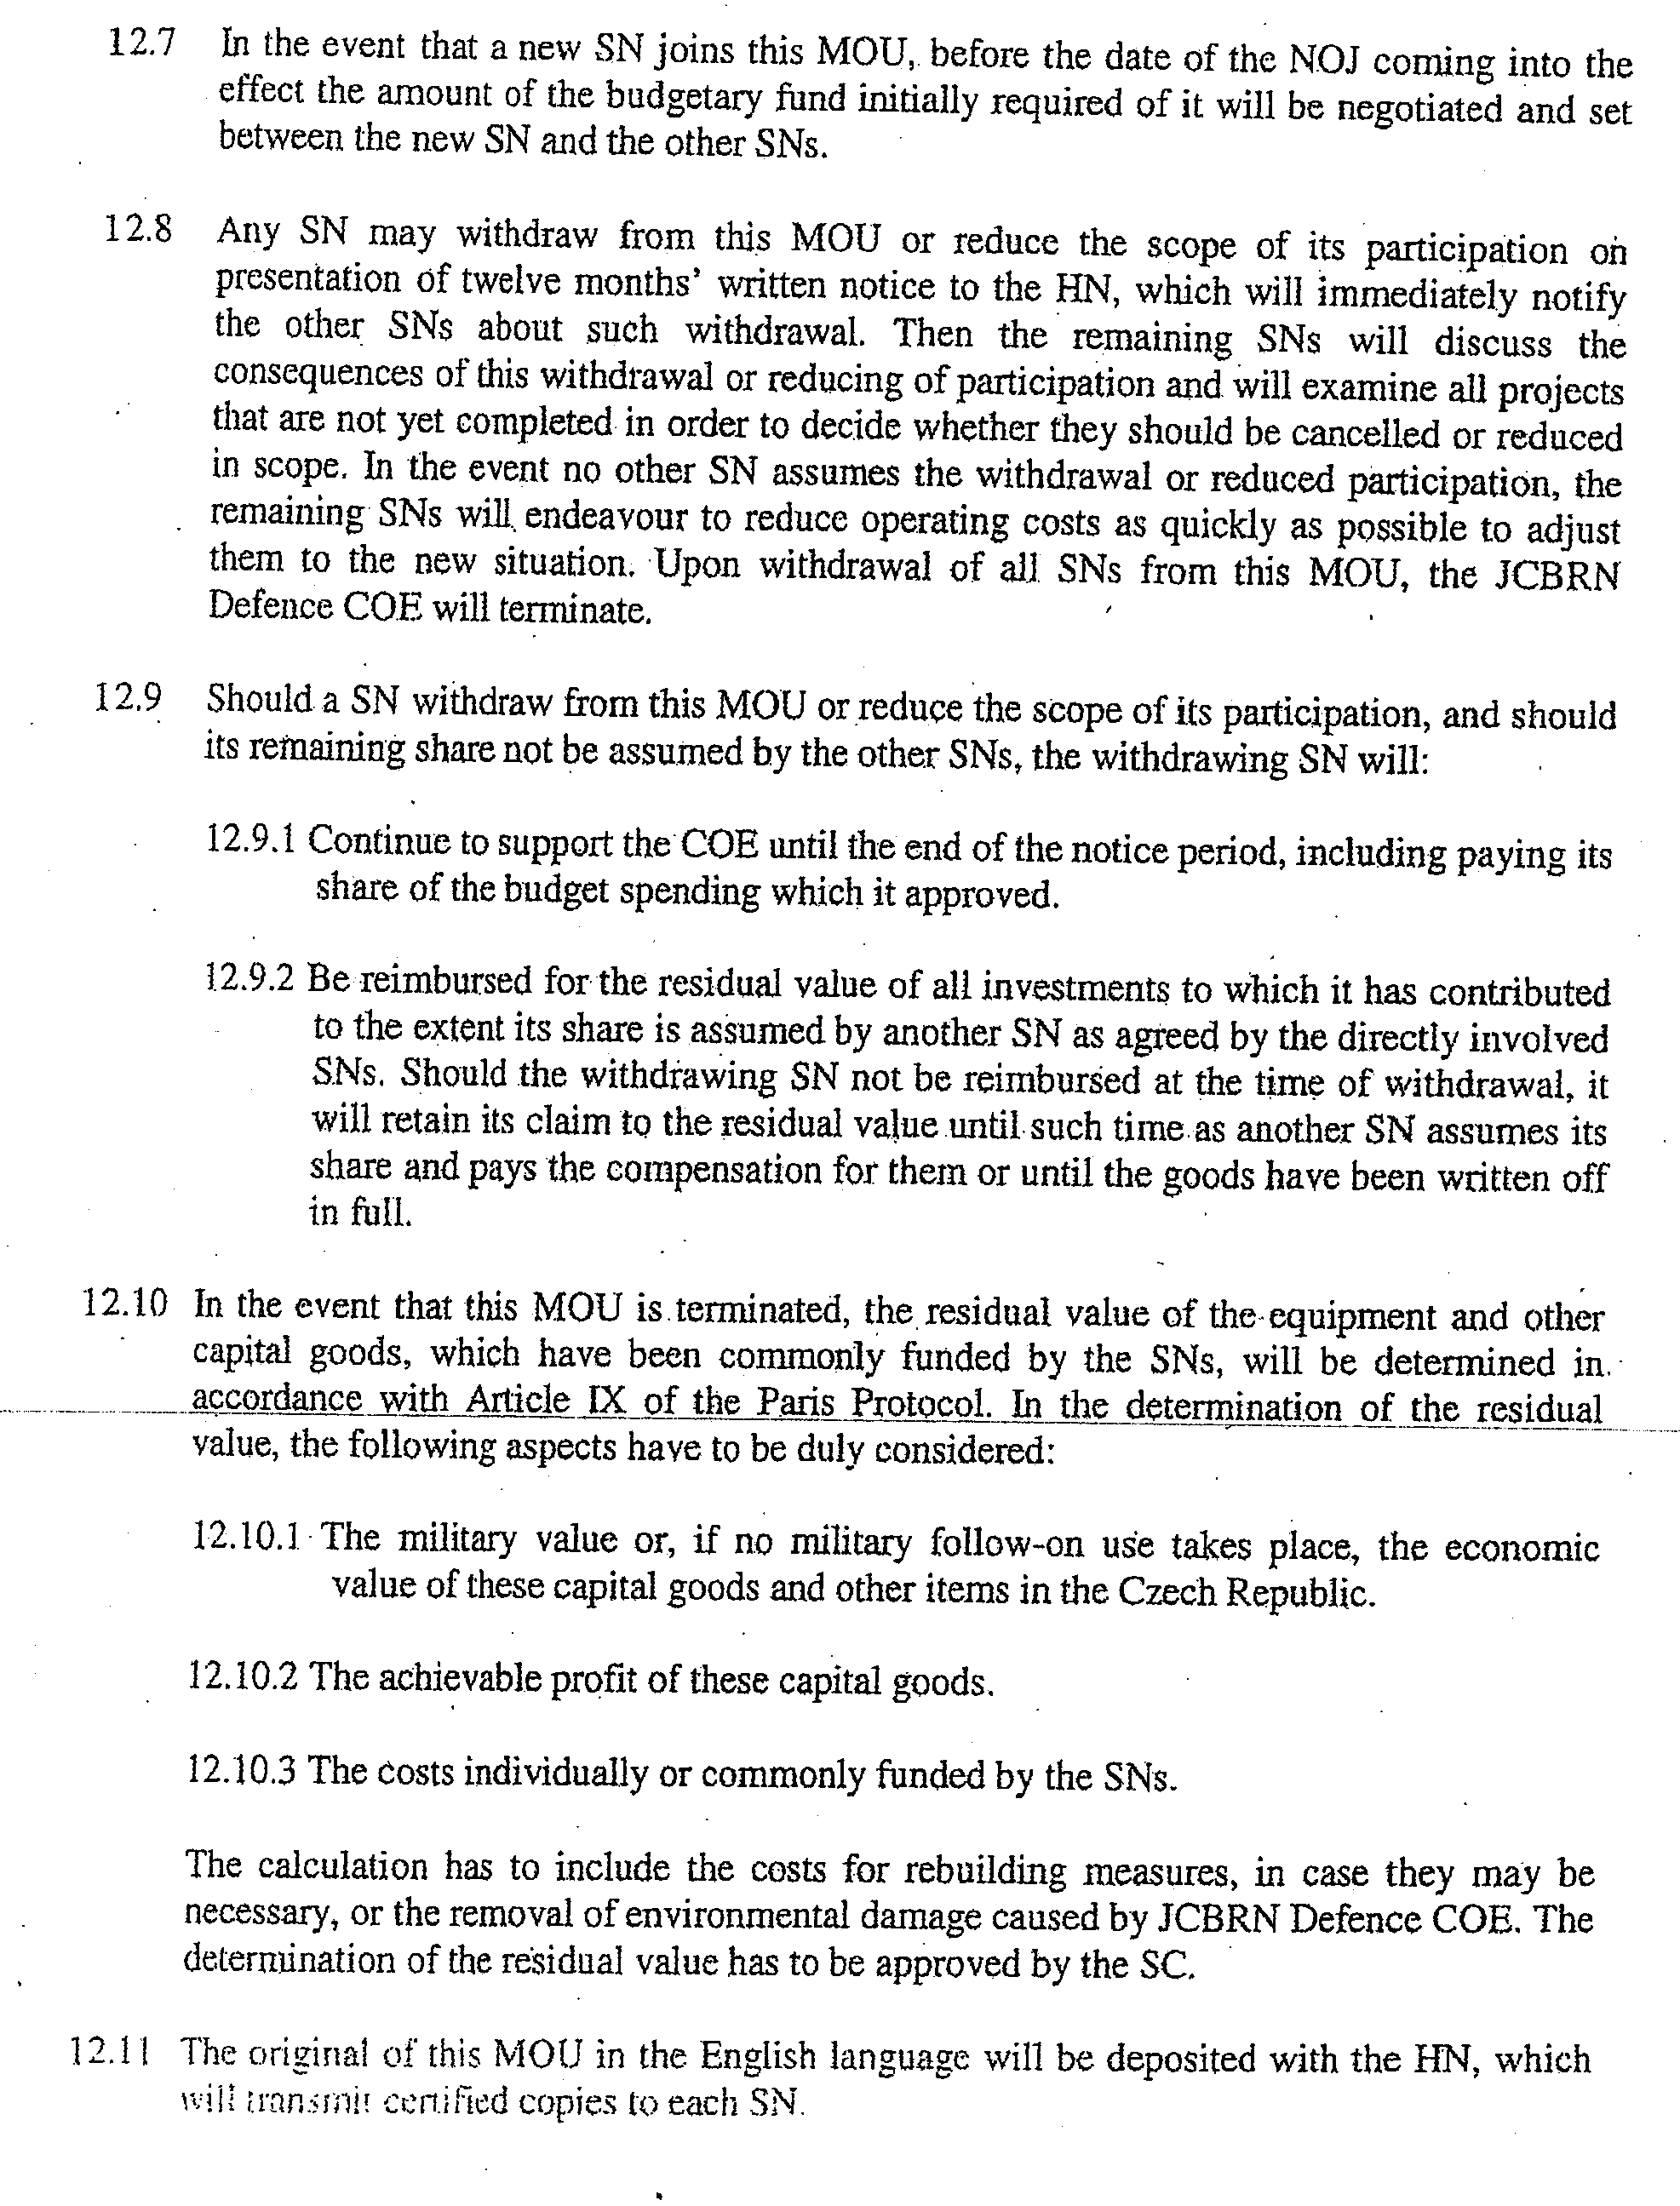 12.7 In the event that a new SN joins this MOU, before the date of the NOJ coming into the
effect the amount of the budgetary fund initially required of it will be negotiated and set
between the new SN and the other SNs.
12.8 Any SN may withdraw from this MOU or reduce the scope of its participation on
presentation of twelve months' written notice to the HN, which will immediately notify
the other SNs about such withdrawal. Then the remaining SNs will discuss the
consequences of this withdrawal or reducing of participation and will examine all projects
that are not yet completed in order to decide whether they should be cancelled or reduced
in scope. In the event no other SN assumes the withdrawal or reduced participation, the
remaining SNs will endeavour to reduce operating costs as quickly as possible to adjust
them to the new situation. Upon withdrawal of all SNs from this MOU, the JCBRN
Defence COE will terminate.
12.9 Should a SN withdraw from this MOU or reduce the scope of its participation, and should
its remaining share not be assumed by the other SNs, the withdrawing SN will:
12.9.1 Continue to support the COE until the end of the notice period, including paying its
share of the budget spending which it approved.
12.9.2 Be reimbursed for the residual value of all investments to which it has contributed
to the extent its share is assumed by another SN as agreed by the directly involved
SNs. Should the withdrawing SN not be reimbursed at the time of withdrawal, it
will retain its claim to the residual value until such time as another SN assumes its
share and pays the compensation for them or until the goods have been written off
in full.
12.10 In the event that this MOU is terminated, the residual value of the equipment and other
capital goods, which have been commonly funded by the SNs, will be determined in
accordance with Article IX of the Paris Protocol. In the determination of the residual
value, the following aspects have to be duly considered:
12.10.1 The military value or, if no military follow-on use takes place, the economic
value of these capital goods and other items in the Czech Republic.
12.10.2 The achievable profit of these capital goods.
12.10.3 The costs individually or commonly funded by the SNs.
The calculation has to include the costs for rebuilding measures, in case they may be
necessary, or the removal of environmental damage caused by JCBRN Defence COE. The
determination of the residual value has to be approved by the SC.
12.11 The original of this MOU in the English language will be deposited with the HN, which
will transmit certified copies to each SN.